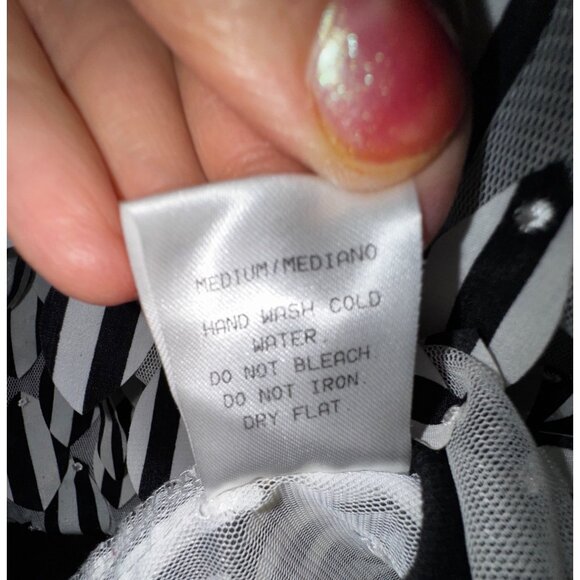 MEDIUM/MEDIANO
HAND WASH COLD
WATER.
DO NOT BLEACH
DO NOT IRON.
DRY FLAT.